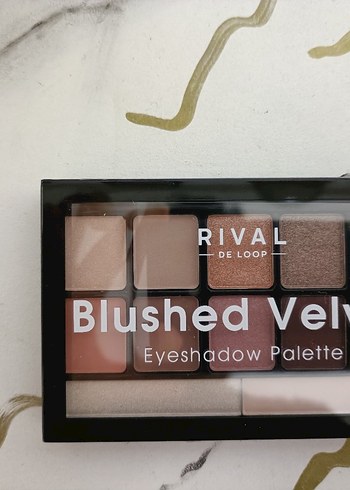 RIVAL
DE LOOP
Blushed Velv
Eyeshadow Palette